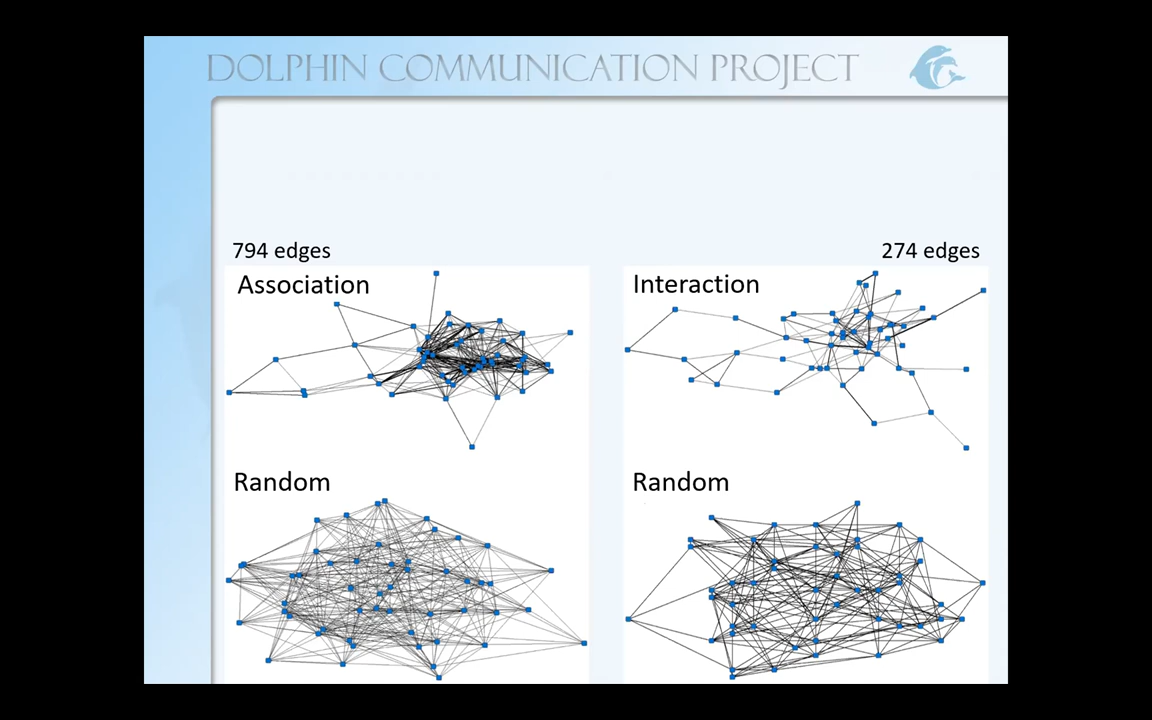 DOLPHIN COMMUNICATION PROJECT
794 edges
274 edges
Association
Interaction
Random
Random